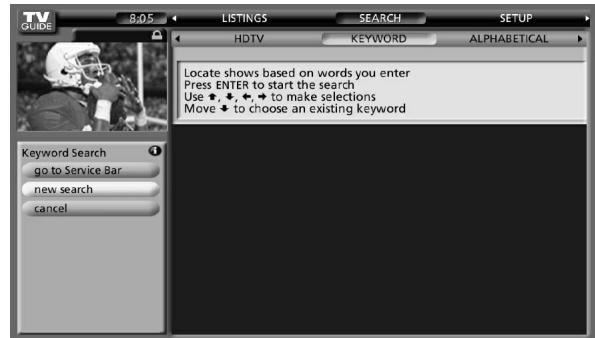 TV
GUIDE
8:05
LISTINGS SEARCH SETUP
HDTV KEYWORD ALPHABETICAL
Locate shows based on words you enter
Press ENTER to start the search
Use ↑, ↓, ←, → to make selections
Move ↓ to choose an existing keyword
Keyword Search
go to Service Bar
new search
cancel